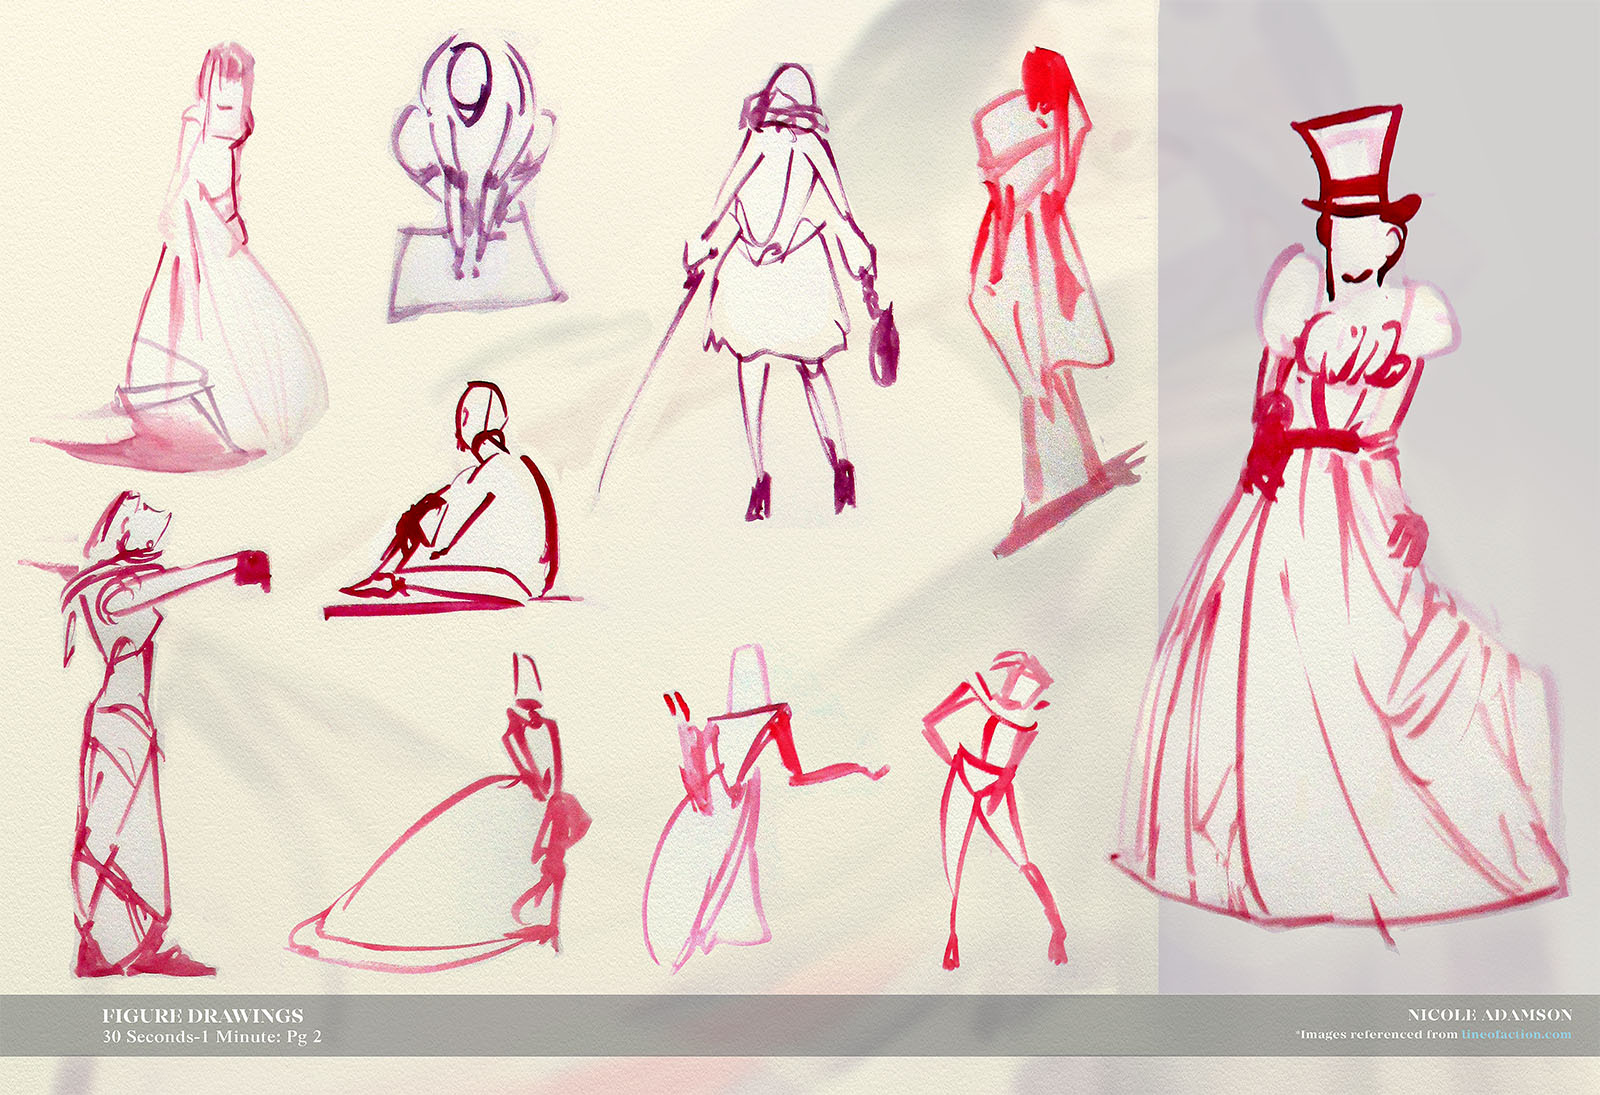 FIGURE DRAWINGS
30 Seconds-1 Minute: Pg 2
NICOLE ADAMSON
*Images referenced from lineofaction.com